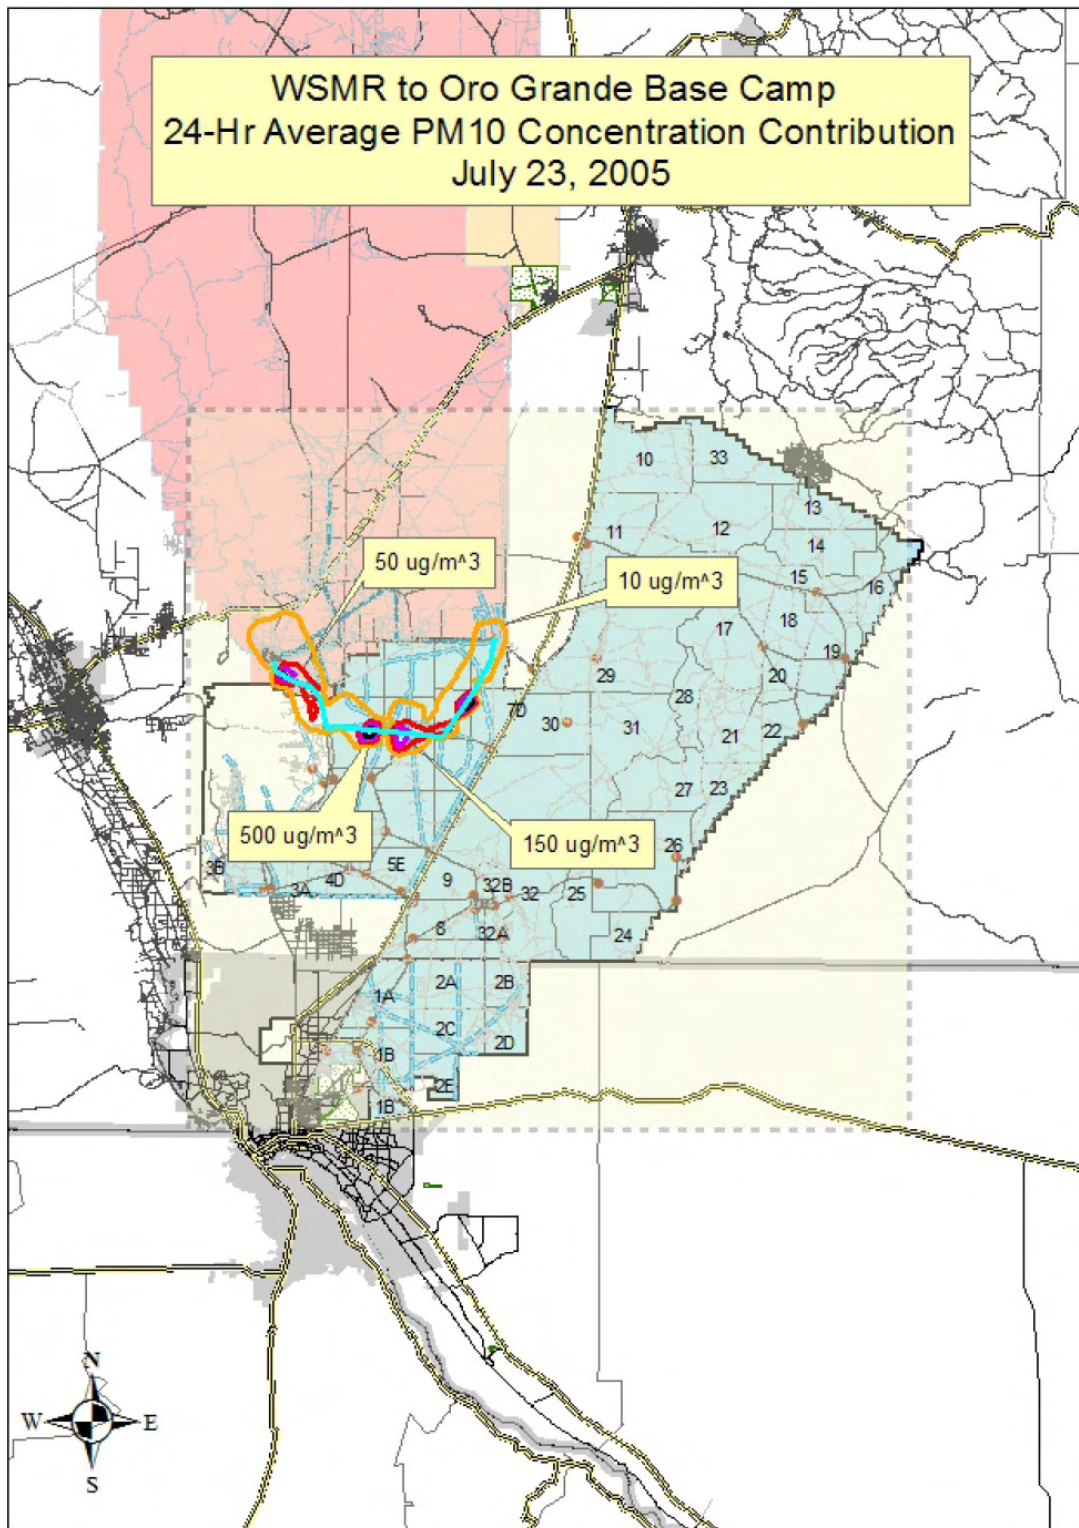 WSMR to Oro Grande Base Camp
24-Hr Average PM10 Concentration Contribution
July 23, 2005
10
33
13
12
11
14
50 ug/m^3
10 ug/m^3
15
16
18
17
19
29
20
28
7D
30
31
21
22
27
23
500 ug/m^3
150 ug/m^3
26
3B
5E
4D
9
3A
32B
32
25
8
32A
24
2A
2B
1A
2C
2D
1B
2E
1B
N
W
E
S